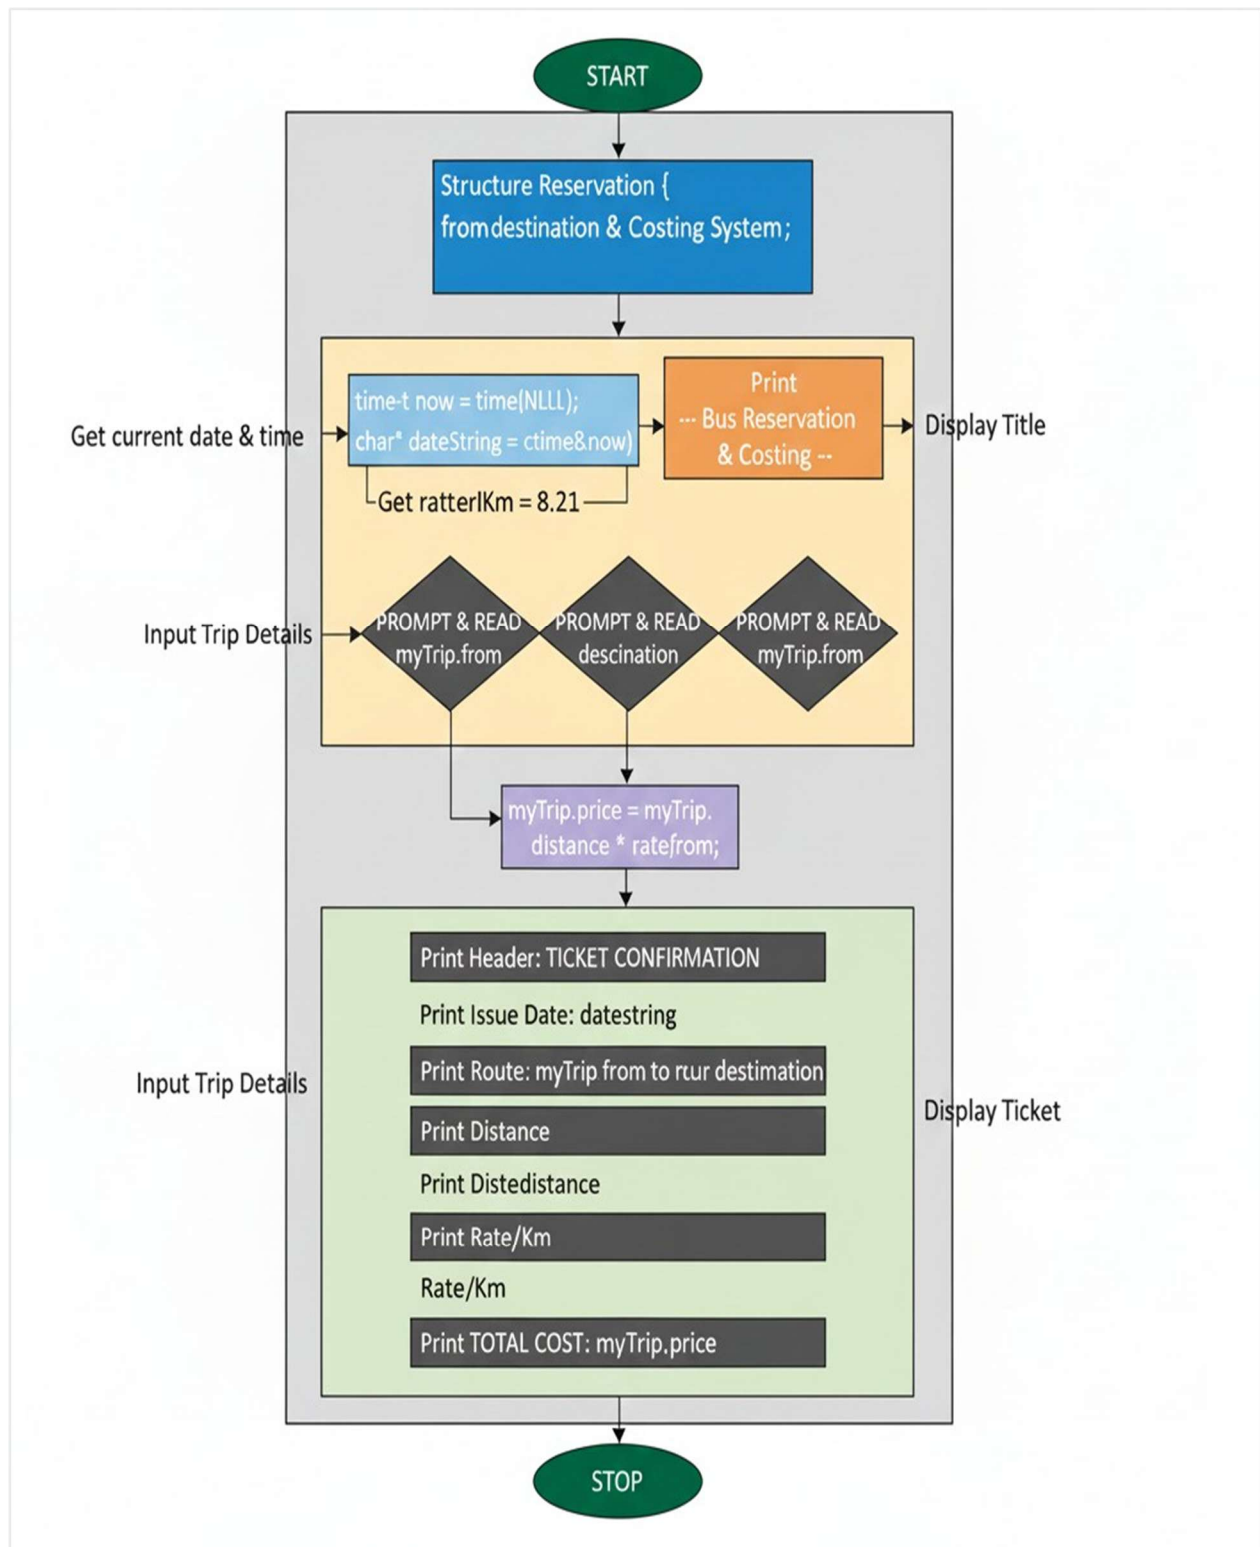 START
Structure Reservation {
from destination & Costing System;
Get current date & time
time-t now = time(NLLL);
char* dateString = ctime&now)
Print
--- Bus Reservation
& Costing --
Display Title
Get ratterlKm = 8.21
Input Trip Details
PROMPT & READ
myTrip.from
PROMPT & READ
descination
PROMPT & READ
myTrip.from
myTrip.price = myTrip.
distance * ratefrom;
Print Header: TICKET CONFIRMATION
Print Issue Date: datestring
Print Route: myTrip from to rur destimation
Input Trip Details
Display Ticket
Print Distance
Print Distedistance
Print Rate/Km
Rate/Km
Print TOTAL COST: myTrip.price
STOP